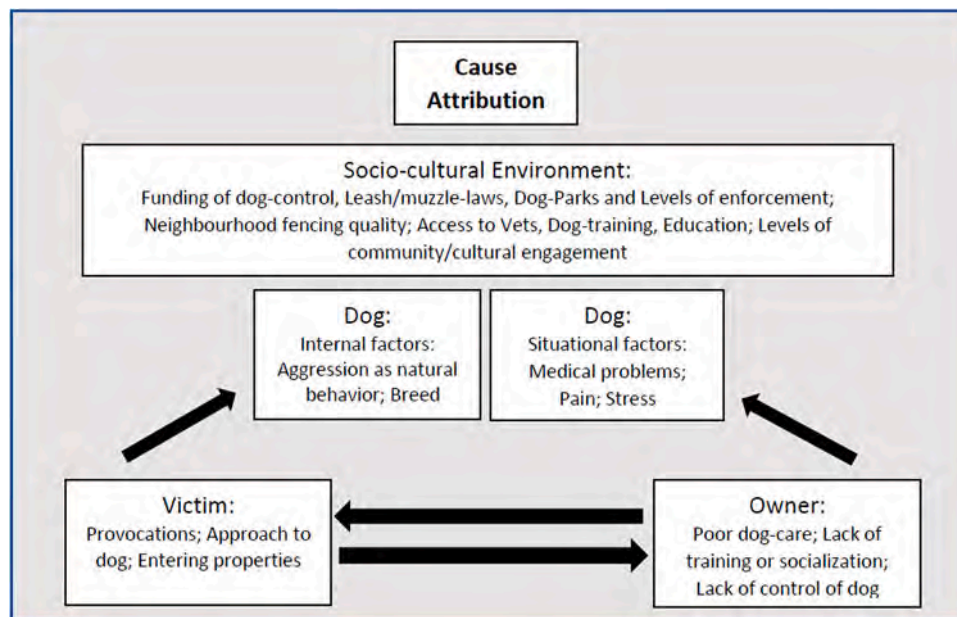 Cause
Attribution
Socio-cultural Environment:
Funding of dog-control, Leash/muzzle-laws, Dog-Parks and Levels of enforcement;
Neighbourhood fencing quality; Access to Vets, Dog-training, Education; Levels of
community/cultural engagement
Dog:
Internal factors:
Aggression as natural
behavior; Breed
Dog:
Situational factors:
Medical problems;
Pain; Stress
Victim:
Provocations; Approach to
dog; Entering properties
Owner:
Poor dog-care; Lack of
training or socialization;
Lack of control of dog